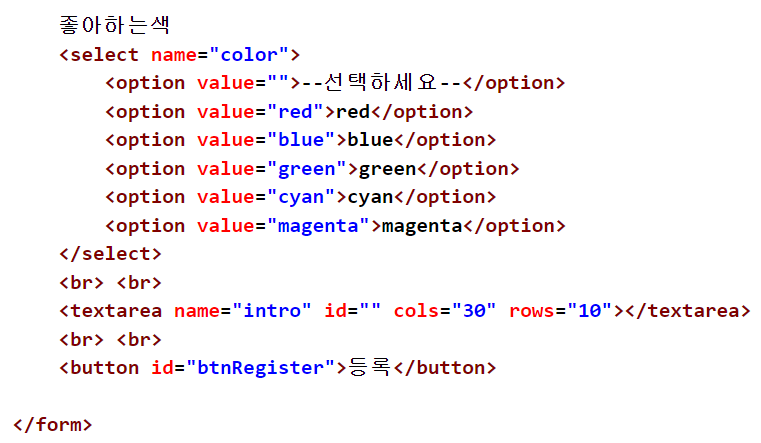 좋아하는색
<select name="color">
<option value="">--선택하세요--</option>
<option value="red">red</option>
<option value="blue">blue</option>
<option value="green">green</option>
<option value="cyan">cyan</option>
<option value="magenta">magenta</option>
</select>
<br> <br>
<textarea name="intro" id="" cols="30" rows="10"></textarea>
<br> <br>
<button id="btnRegister">등록</button>
</form>